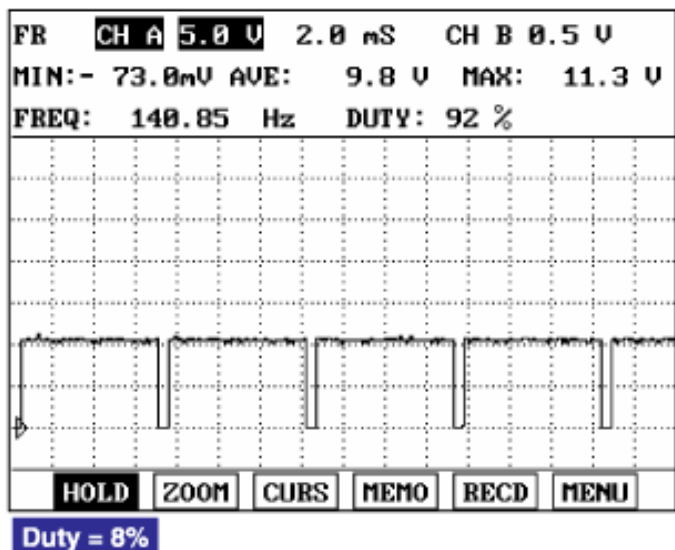 FR CH A 5.0 V 2.0 mS CH B 0.5 V
MIN:- 73.0mV AVE: 9.8 V MAX: 11.3 V
FREQ: 140.85 Hz DUTY: 92 %
HOLD ZOOM CURS MEMO RECD MENU
Duty = 8%